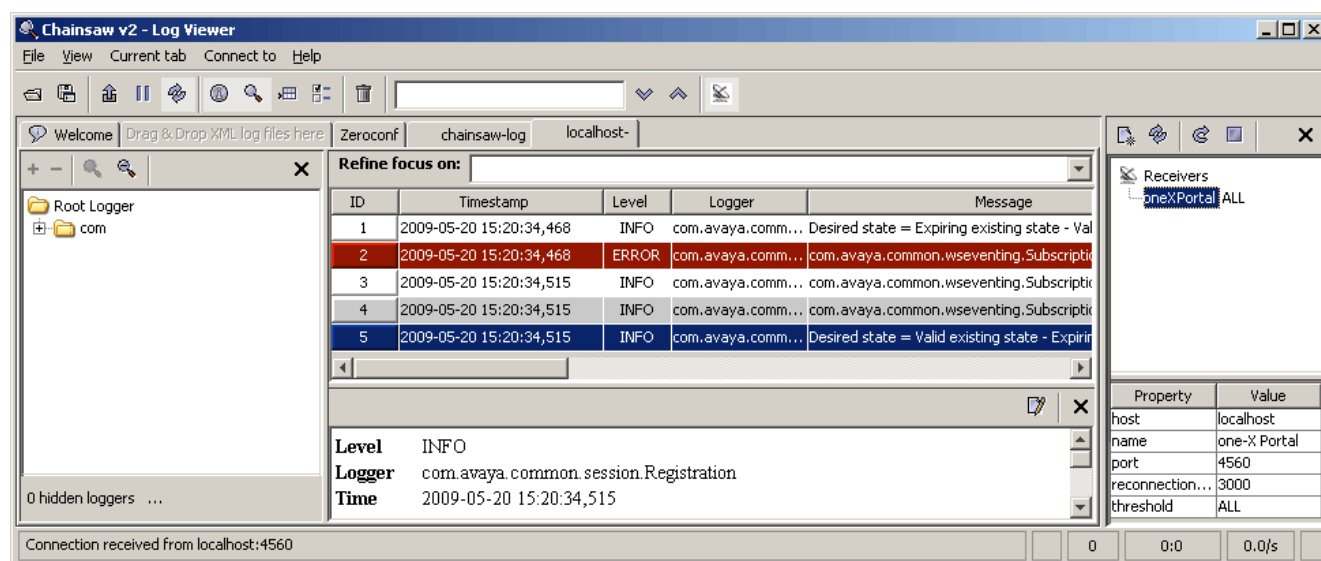 Chainsaw v2 - Log Viewer
File View Current tab Connect to Help
Welcome Drag & Drop XML log files here Zeroconf chainsaw-log localhost-
Refine focus on:
Root Logger
com
0 hidden loggers ...
ID Timestamp Level Logger Message
1 2009-05-20 15:20:34,468 INFO com.avaya.comm... Desired state = Expiring existing state - Val
2 2009-05-20 15:20:34,468 ERROR com.avaya.comm... com.avaya.common.wseventing.Subscriptic
3 2009-05-20 15:20:34,515 INFO com.avaya.comm... com.avaya.common.wseventing.Subscriptic
4 2009-05-20 15:20:34,515 INFO com.avaya.comm... com.avaya.common.wseventing.Subscriptic
5 2009-05-20 15:20:34,515 INFO com.avaya.comm... Desired state = Valid existing state - Expirin
Level INFO
Logger com.avaya.common.session.Registration
Time 2009-05-20 15:20:34,515
Receivers
oneXPortal ALL
Property Value
host localhost
name one-X Portal
port 4560
reconnection... 3000
threshold ALL
Connection received from localhost:4560 0 0:0 0.0/s